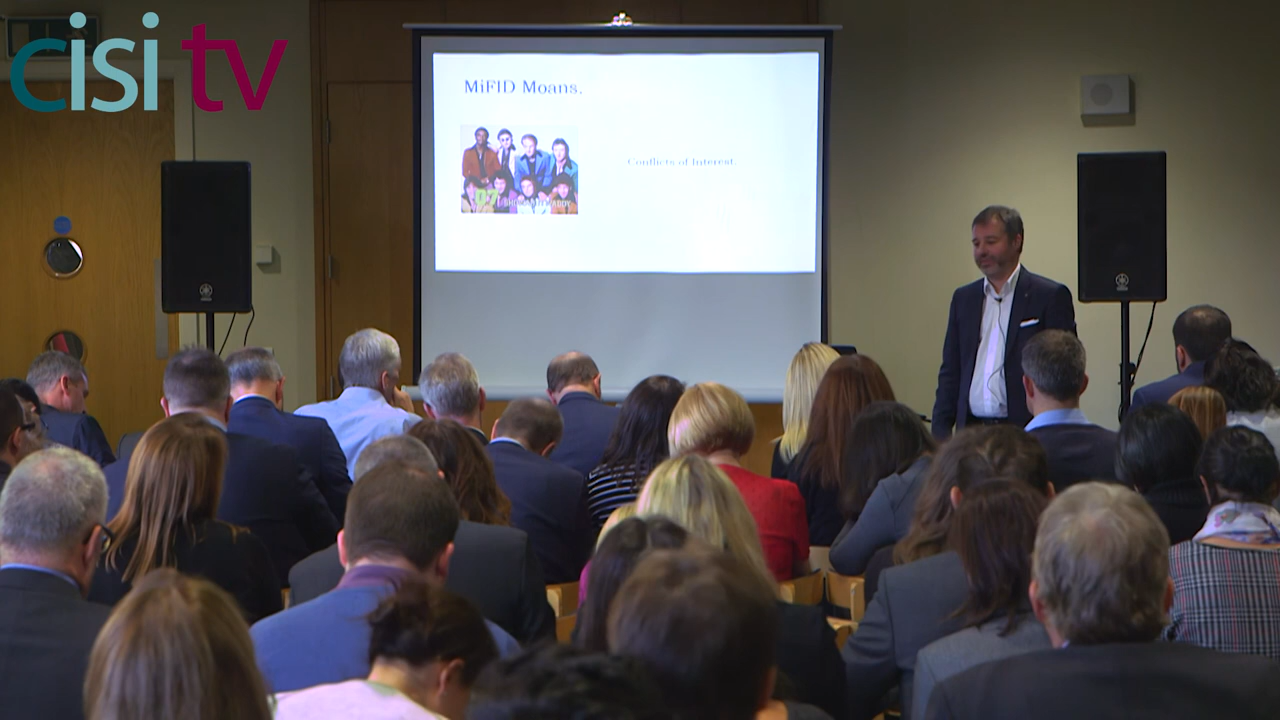 cisi tv
MiFID Moans.
Conflicts of Interest.